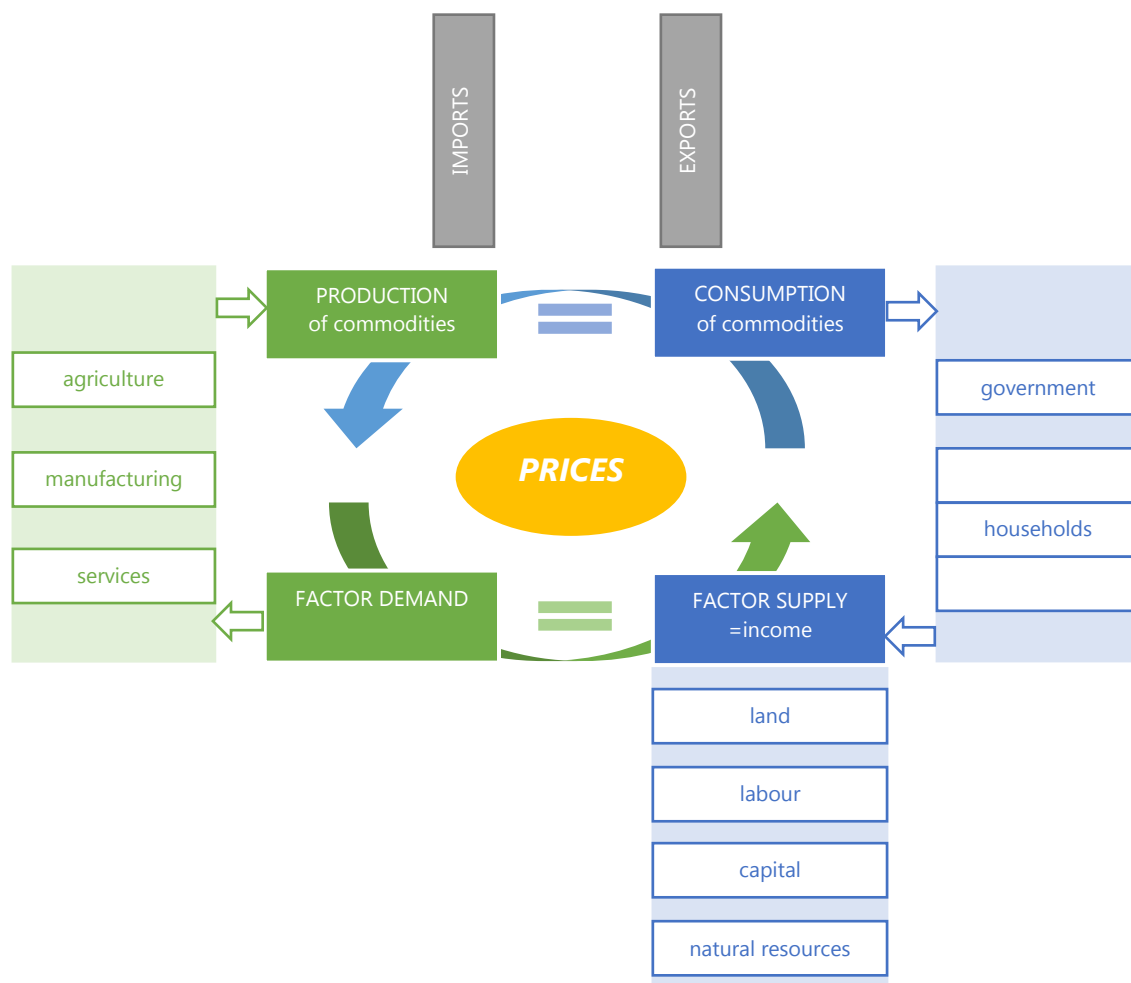 IMPORTS
EXPORTS
PRODUCTION
of commodities
CONSUMPTION
of commodities
agriculture
manufacturing
services
PRICES
government
households
FACTOR DEMAND
FACTOR SUPPLY
=income
land
labour
capital
natural resources